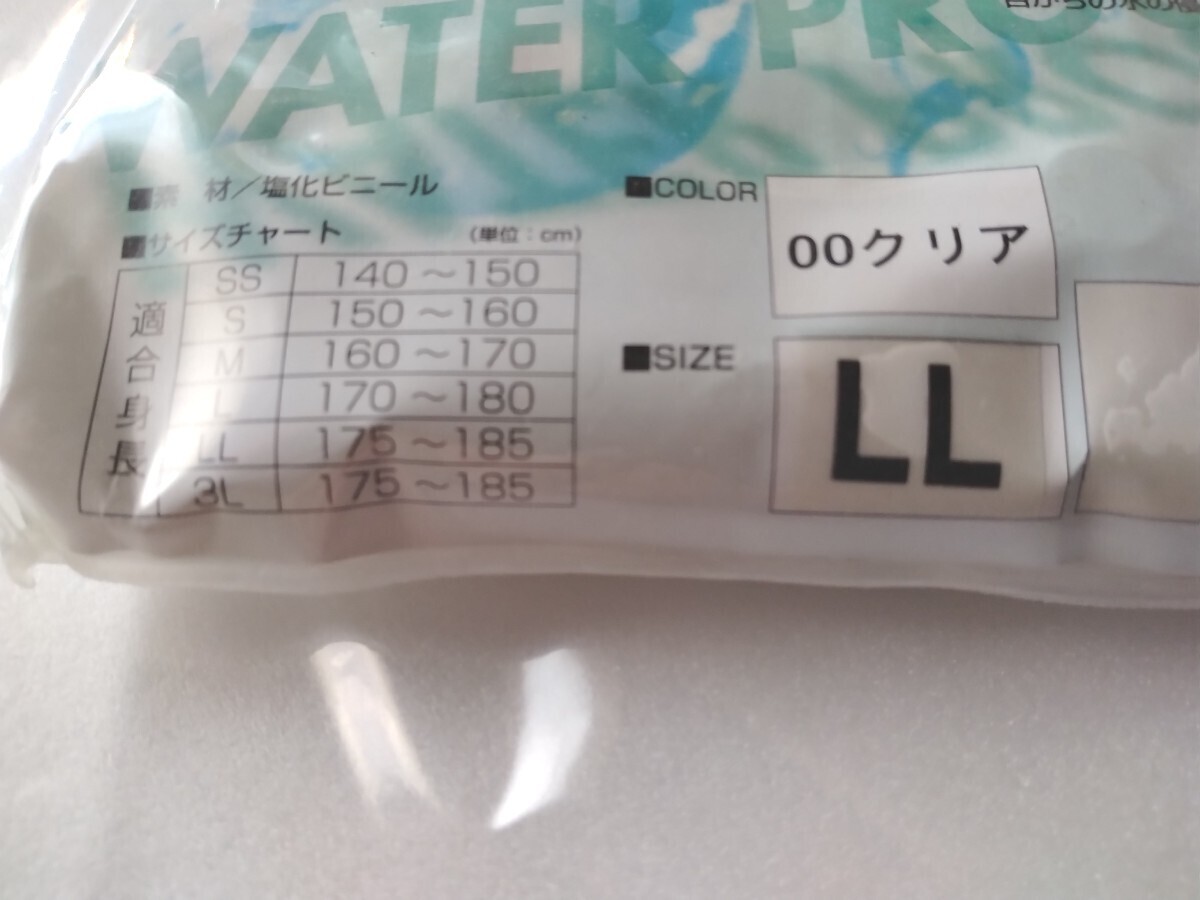 WATER PRO
■素 材／塩化ビニール
■サイズチャート (単位：cm)
適合身長
SS 140～150
S 150～160
M 160～170
L 170～180
LL 175～185
3L 175～185
■COLOR 00クリア
■SIZE LL